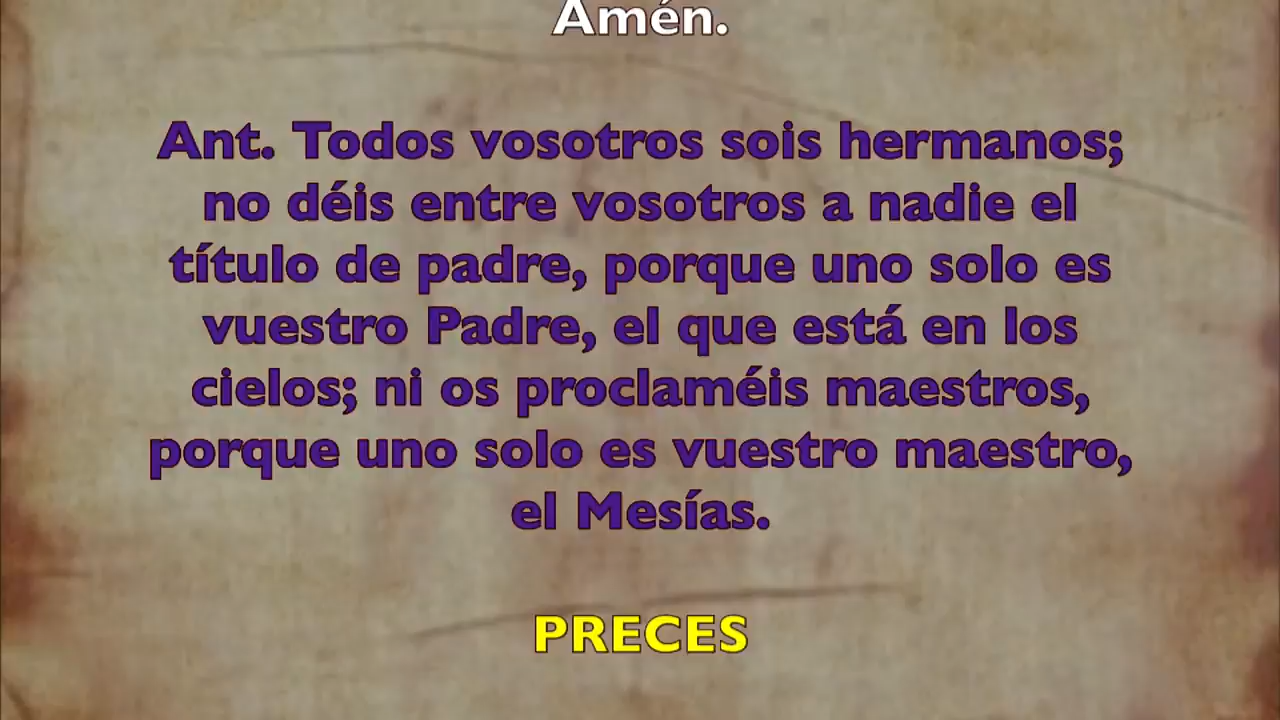 Amén.
Ant. Todos vosotros sois hermanos;
no déis entre vosotros a nadie el
título de padre, porque uno solo es
vuestro Padre, el que está en los
cielos; ni os proclaméis maestros,
porque uno solo es vuestro maestro,
el Mesías.
PRECES